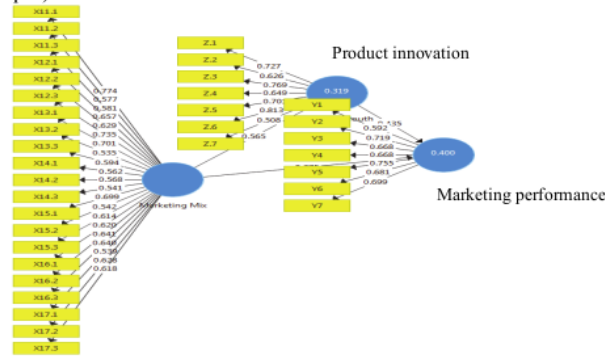 X11.1
X11.2
X11.3
X12.1
X12.2
X12.3
X13.1
X13.2
X13.3
X14.1
X14.2
X14.3
X15.1
X15.2
X15.3
X16.1
X16.2
X16.3
X17.1
X17.2
X17.3
0.774
0.577
0.581
0.657
0.629
0.735
0.701
0.535
0.594
0.562
0.568
0.541
0.699
0.542
0.614
0.620
0.641
0.640
0.628
0.618
Marketing Mix
Z.1
Z.2
Z.3
Z.4
Z.5
Z.6
Z.7
0.727
0.626
0.769
0.649
0.813
0.508
0.565
Product innovation
0.319
Y1
Y2
Y3
Y4
Y5
Y6
Y7
0.592
0.719
0.668
0.668
0.755
0.681
0.699
0.400
Marketing performance